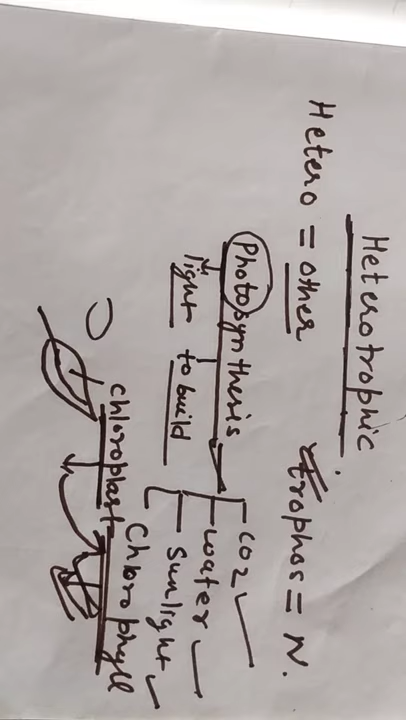 Heterotrophic
Hetero = other trophos = N.
Photosynthesis
CO2
water
Sunlight
Chlorophyll
light to build
chloroplast